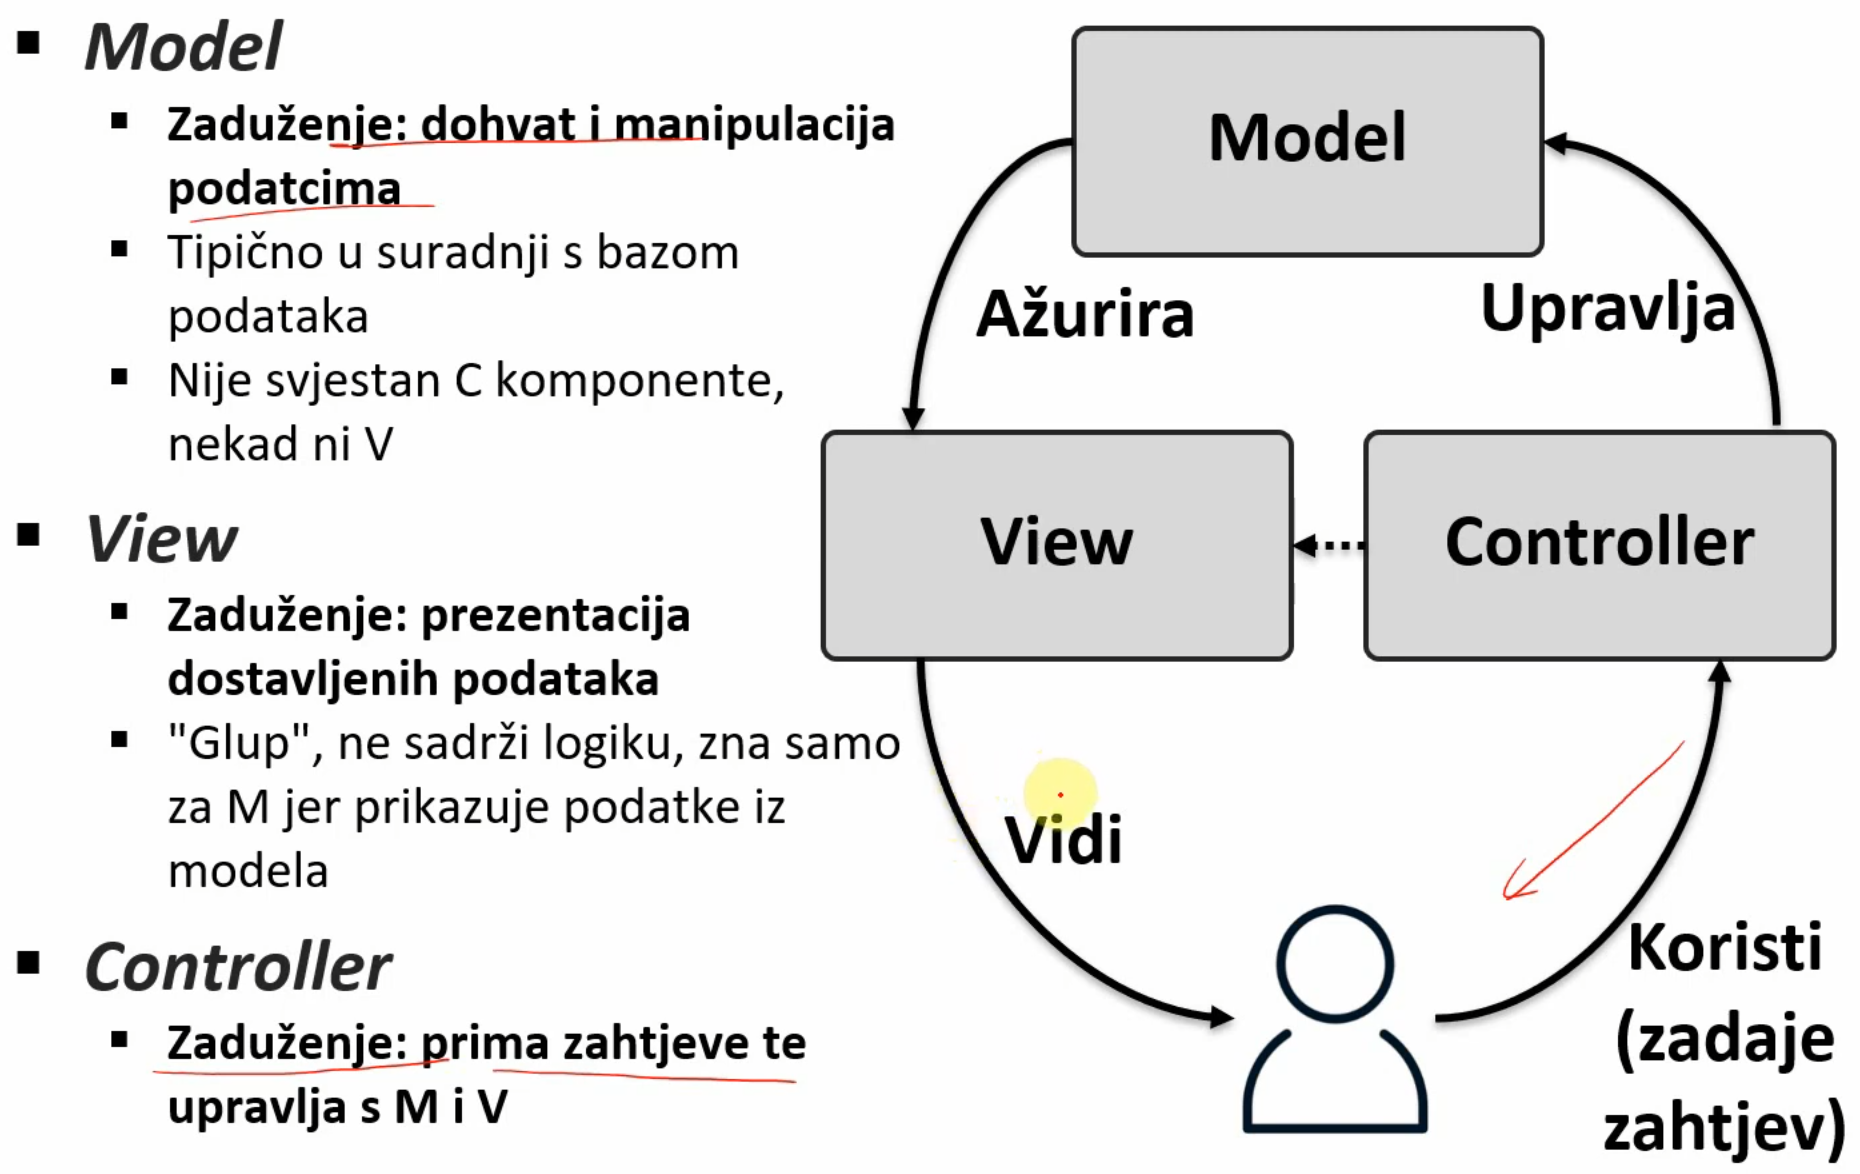 Model
Zaduženje: dohvat i manipulacija
podatcima
Tipično u suradnji s bazom
podataka
Nije svjestan C komponente,
nekad ni V
View
Zaduženje: prezentacija
dostavljenih podataka
"Glup", ne sadrži logiku, zna samo
za M jer prikazuje podatke iz
modela
Controller
Zaduženje: prima zahtjeve te
upravlja s M i V
Model
Ažurira
Upravlja
View
Controller
Vidi
Koristi
(zadaje
zahtjev)